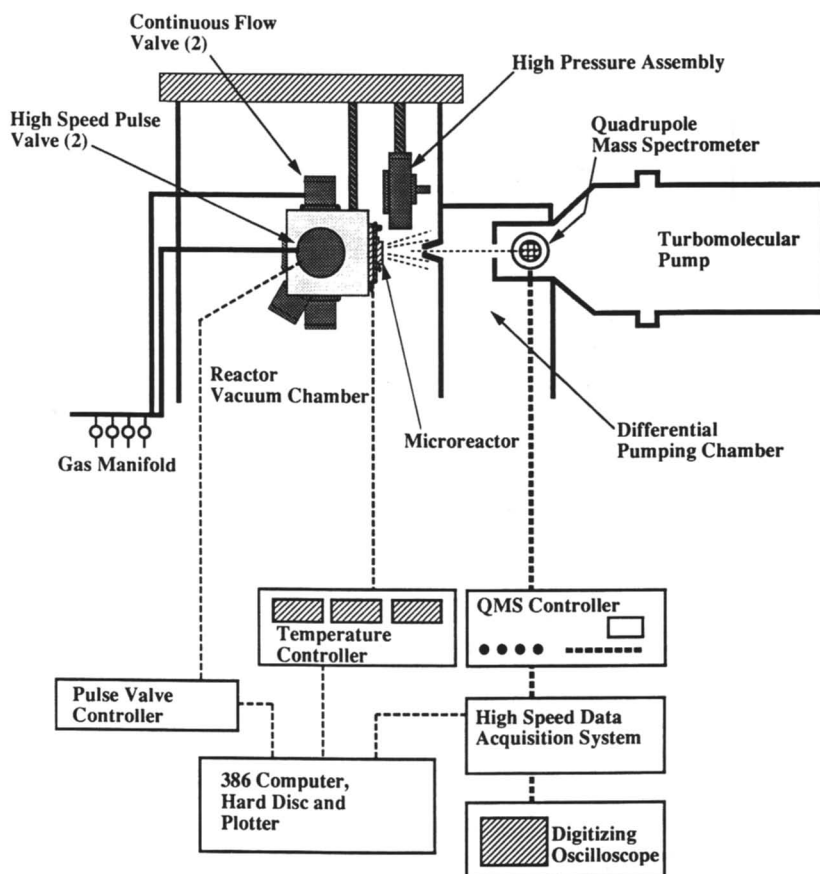 Continuous Flow
Valve (2)
High Pressure Assembly
High Speed Pulse
Valve (2)
Quadrupole
Mass Spectrometer
Turbomolecular
Pump
Reactor
Vacuum Chamber
Microreactor
Differential
Pumping Chamber
Gas Manifold
QMS Controller
Temperature
Controller
Pulse Valve
Controller
High Speed Data
Acquisition System
386 Computer,
Hard Disc and
Plotter
Digitizing
Oscilloscope